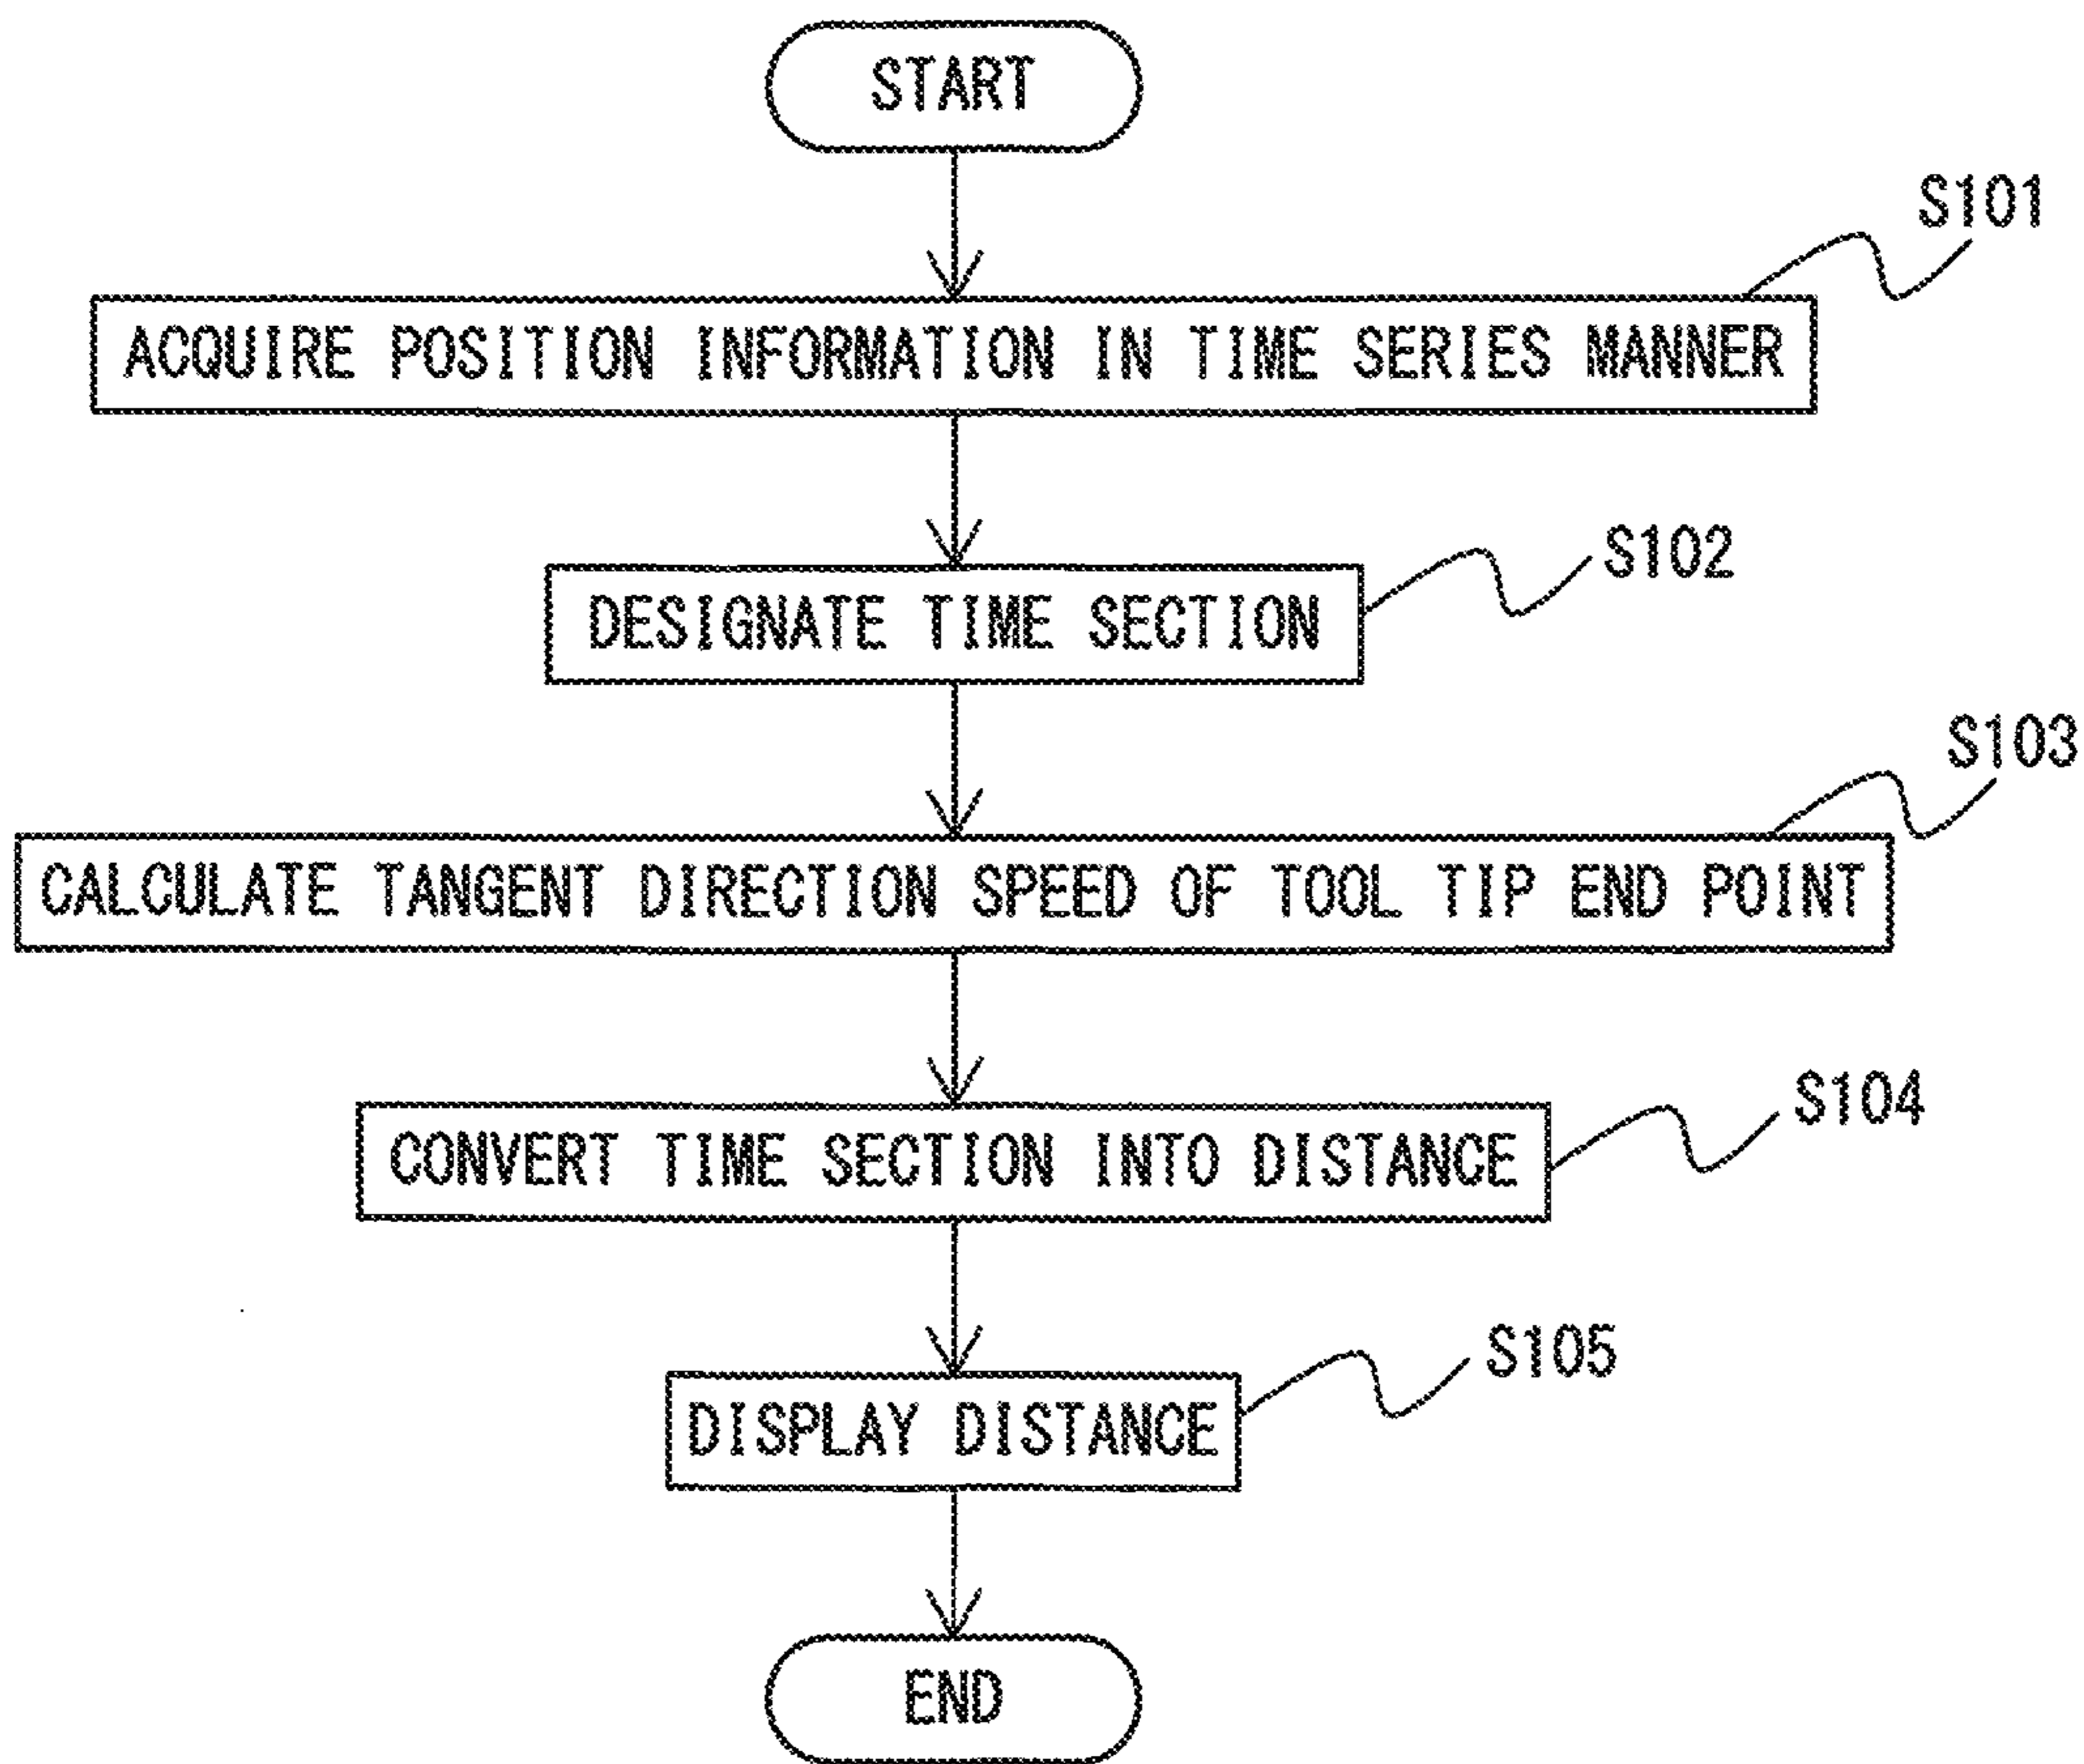 START
S101
ACQUIRE POSITION INFORMATION IN TIME SERIES MANNER
S102
DESIGNATE TIME SECTION
S103
CALCULATE TANGENT DIRECTION SPEED OF TOOL TIP END POINT
S104
CONVERT TIME SECTION INTO DISTANCE
S105
DISPLAY DISTANCE
END